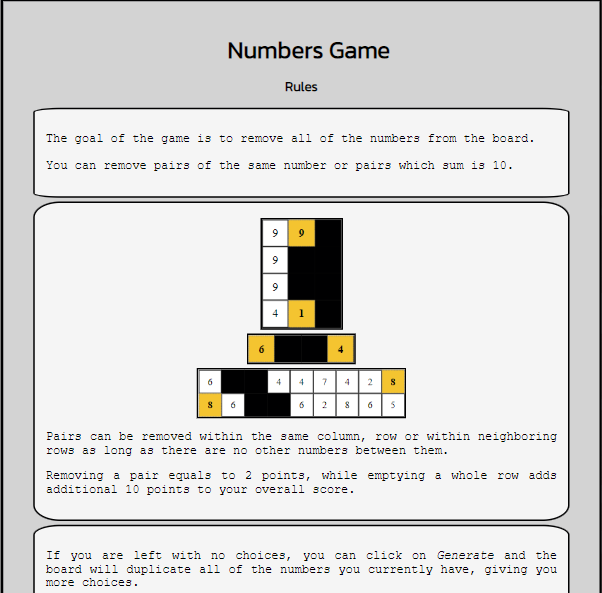 Numbers Game
Rules
The goal of the game is to remove all of the numbers from the board.
You can remove pairs of the same number or pairs which sum is 10.
9 9
9
9
4 1
6 4
6 4 4 7 4 2 8
8 6 6 2 8 6 5
Pairs can be removed within the same column, row or within neighboring
rows as long as there are no other numbers between them.
Removing a pair equals to 2 points, while emptying a whole row adds
additional 10 points to your overall score.
If you are left with no choices, you can click on Generate and the
board will duplicate all of the numbers you currently have, giving you
more choices.